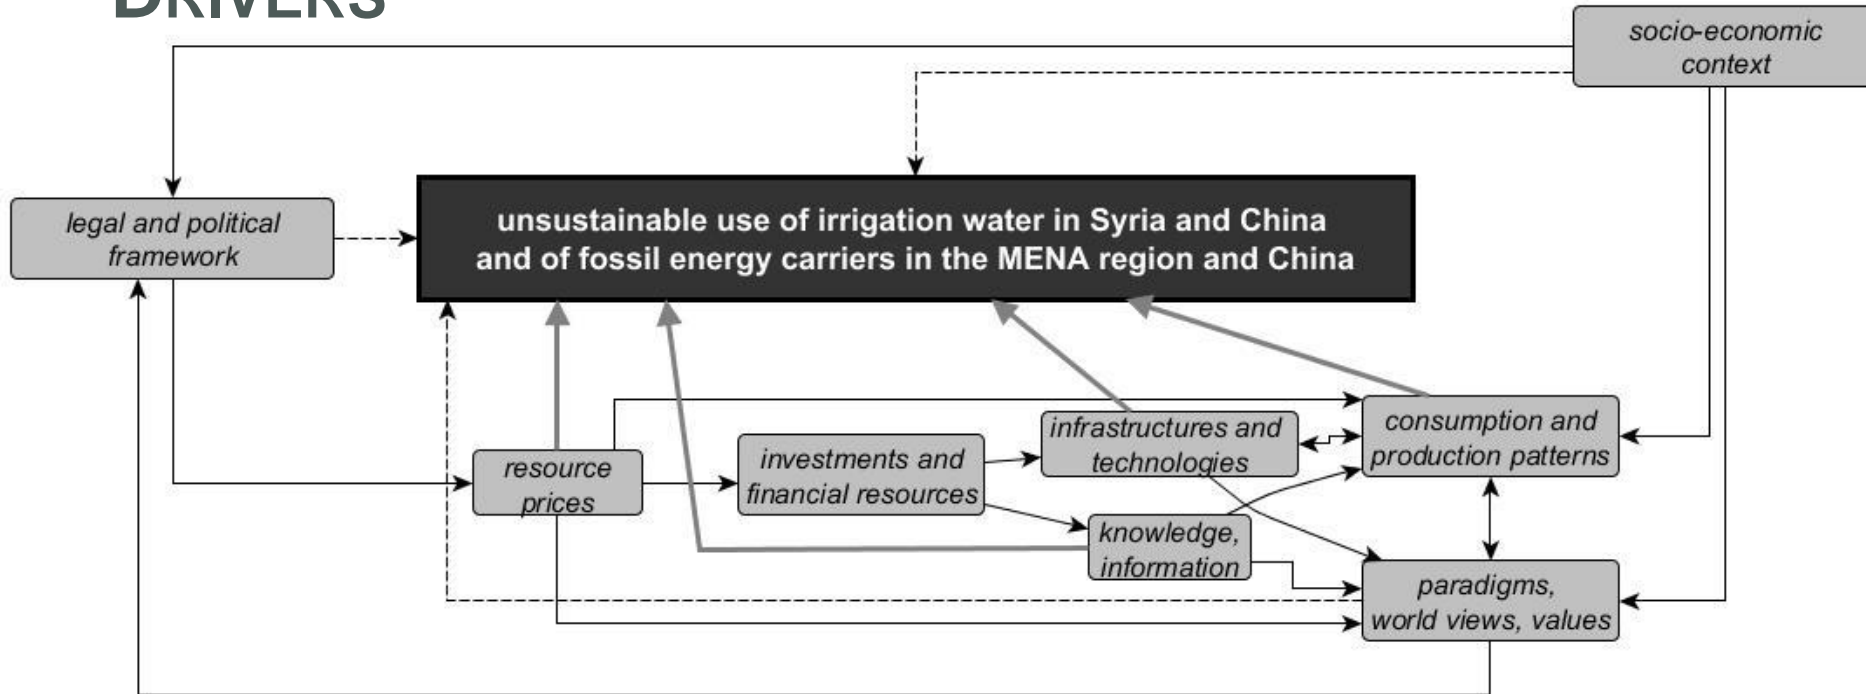 DRIVERS
socio-economic
context
legal and political
framework
unsustainable use of irrigation water in Syria and China
and of fossil energy carriers in the MENA region and China
resource
prices
investments and
financial resources
infrastructures and
technologies
knowledge,
information
consumption and
production patterns
paradigms,
world views, values